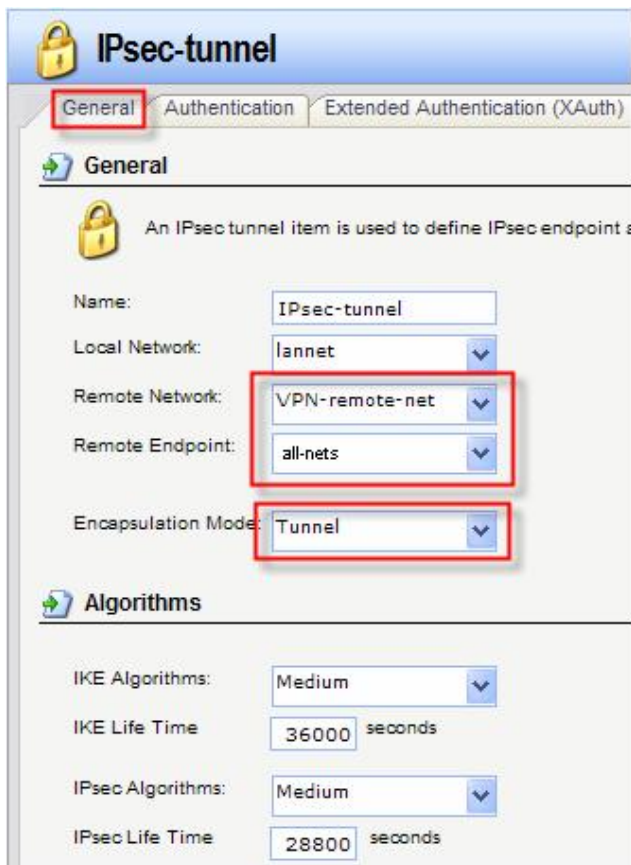 IPsec-tunnel
General Authentication Extended Authentication (XAuth)
General
An IPsec tunnel item is used to define IPsec endpoint
Name: IPsec-tunnel
Local Network: lannet
Remote Network: VPN-remote-net
Remote Endpoint: all-nets
Encapsulation Mode: Tunnel
Algorithms
IKE Algorithms: Medium
IKE Life Time 36000 seconds
IPsec Algorithms: Medium
IPsec Life Time 28800 seconds